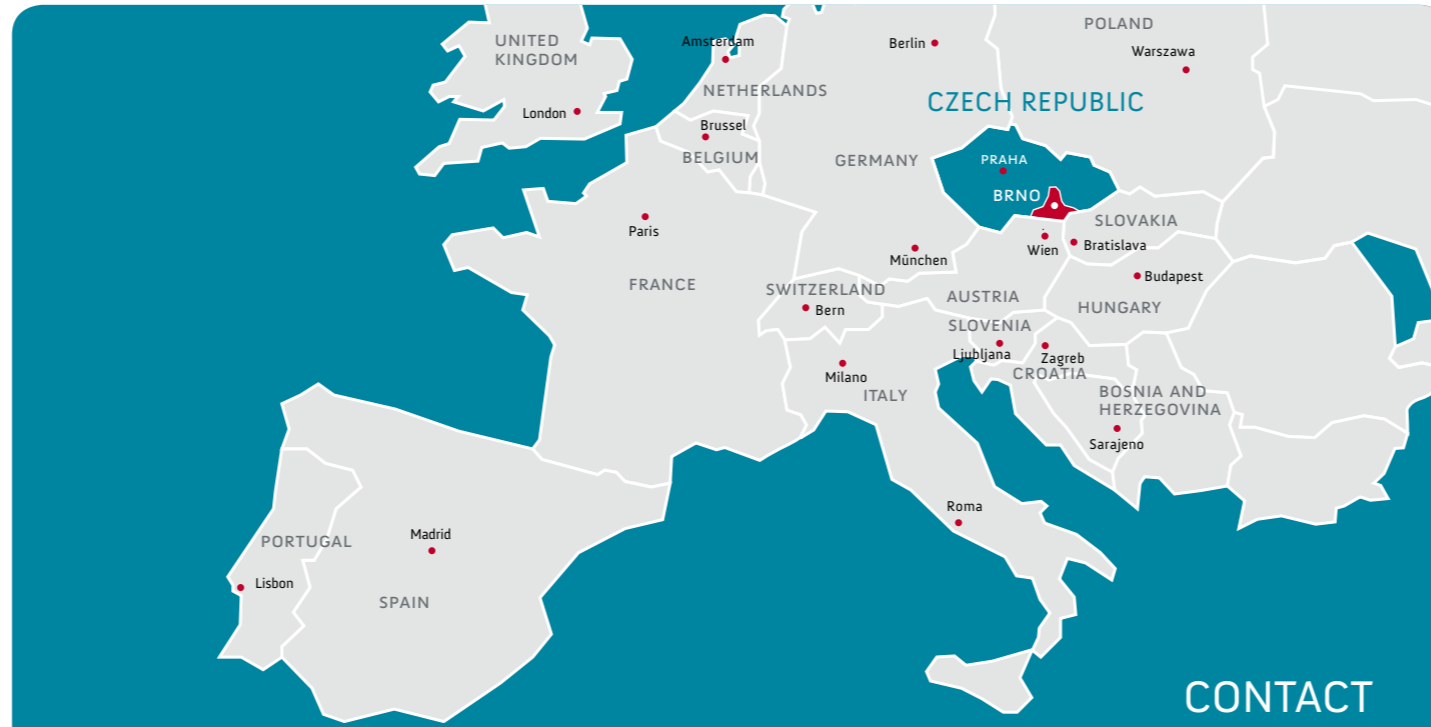 POLAND
UNITED
KINGDOM
Amsterdam
Berlin
Warszawa
NETHERLANDS
CZECH REPUBLIC
London
Brussel
BELGIUM
GERMANY
PRAHA
BRNO
SLOVAKIA
Paris
Wien
Bratislava
München
Budapest
FRANCE
SWITZERLAND
AUSTRIA
Bern
HUNGARY
SLOVENIA
Ljubljana
Zagreb
CROATIA
Milano
ITALY
BOSNIA AND
HERZEGOVINA
Sarajeno
Roma
Madrid
PORTUGAL
Lisbon
SPAIN
CONTACT